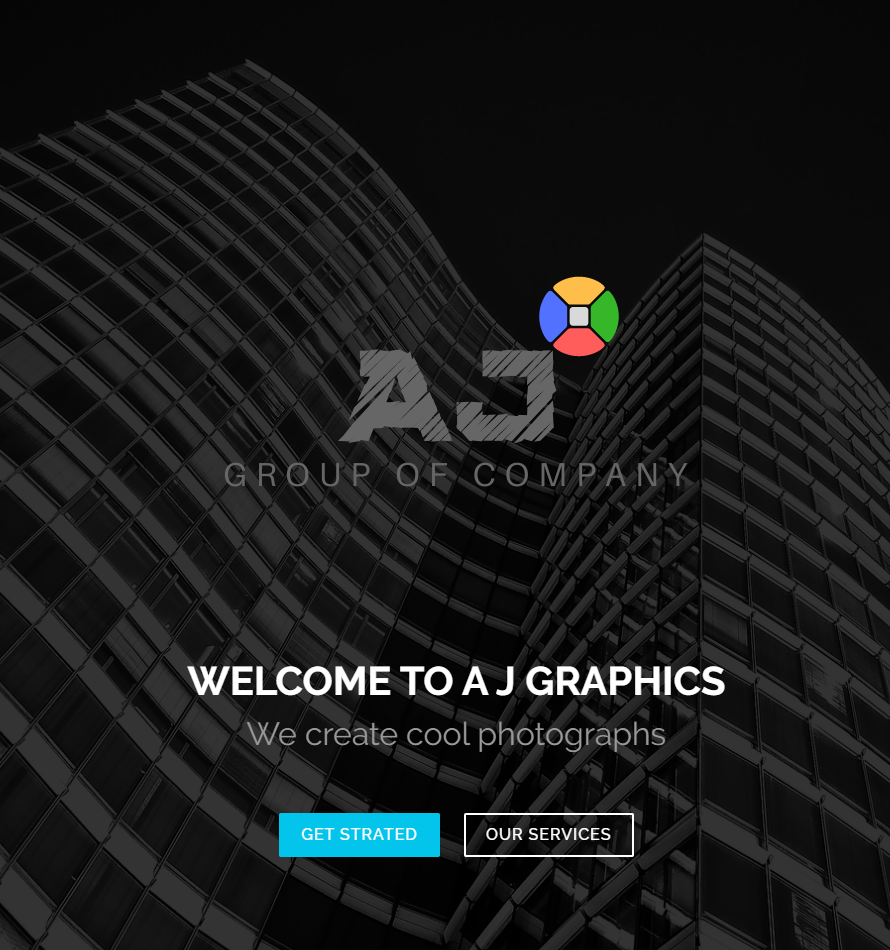 AJ
GROUP OF COMPANY
WELCOME TO A J GRAPHICS
We create cool photographs
GET STRATED
OUR SERVICES